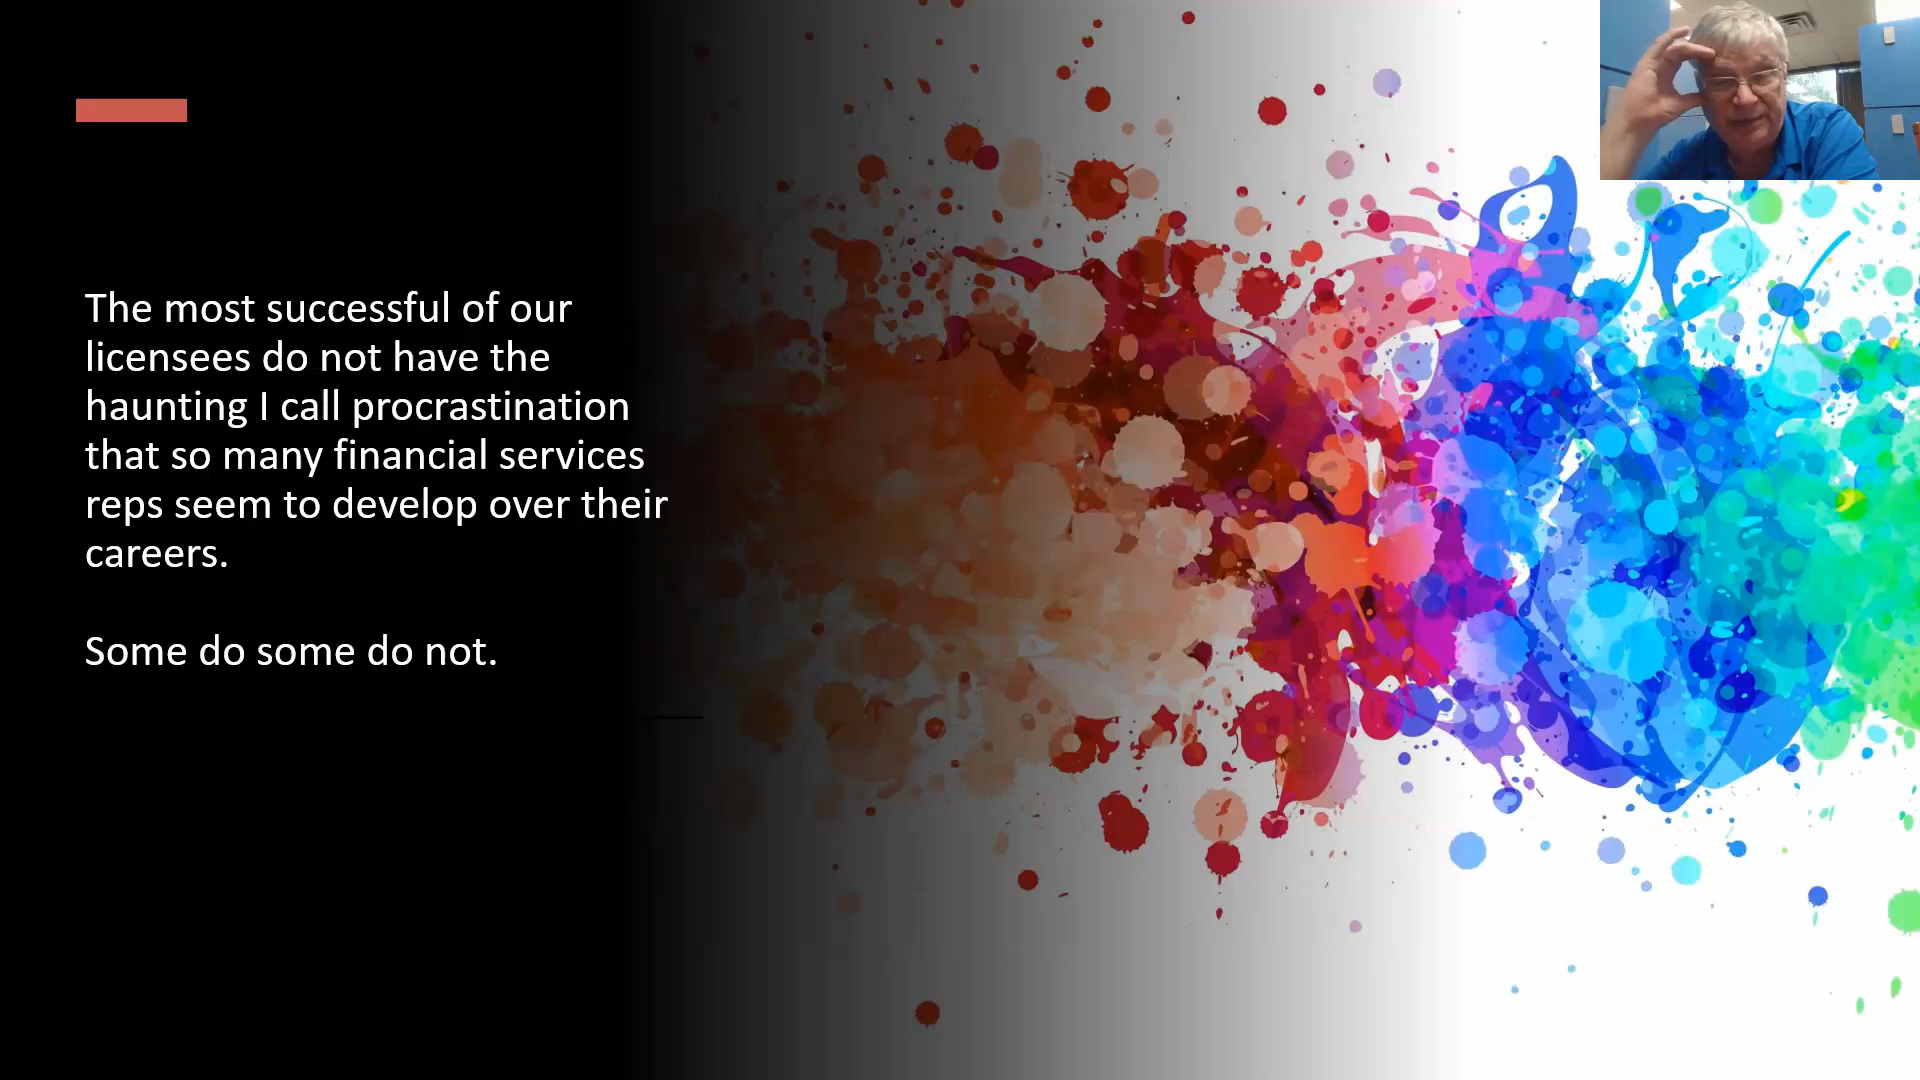 The most successful of our
licensees do not have the
haunting I call procrastination
that so many financial services
reps seem to develop over their
careers.
Some do some do not.